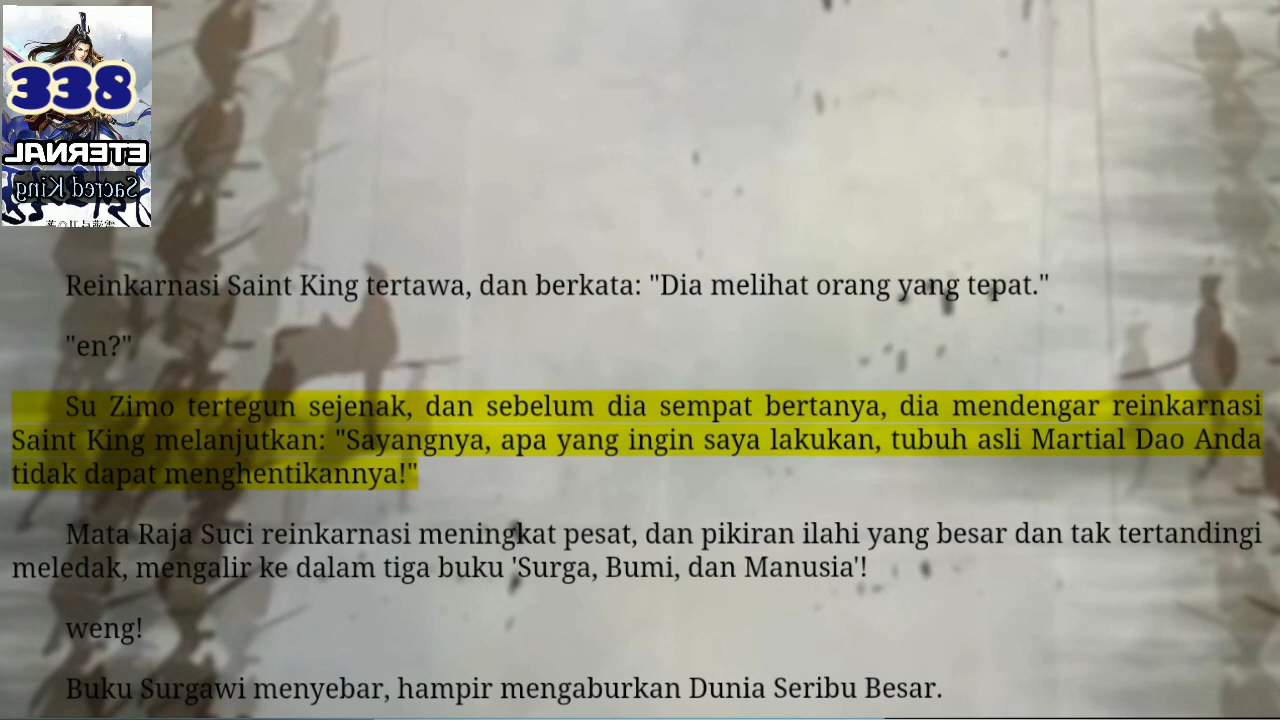 338
ETERNAL
Sacred King
Reinkarnasi Saint King tertawa, dan berkata: "Dia melihat orang yang tepat."
"en?"
Su Zimo tertegun sejenak, dan sebelum dia sempat bertanya, dia mendengar reinkarnasi
Saint King melanjutkan: "Sayangnya, apa yang ingin saya lakukan, tubuh asli Martial Dao Anda
tidak dapat menghentikannya!"
Mata Raja Suci reinkarnasi meningkat pesat, dan pikiran ilahi yang besar dan tak tertandingi
meledak, mengalir ke dalam tiga buku 'Surga, Bumi, dan Manusia'!
weng!
Buku Surgawi menyebar, hampir mengaburkan Dunia Seribu Besar.